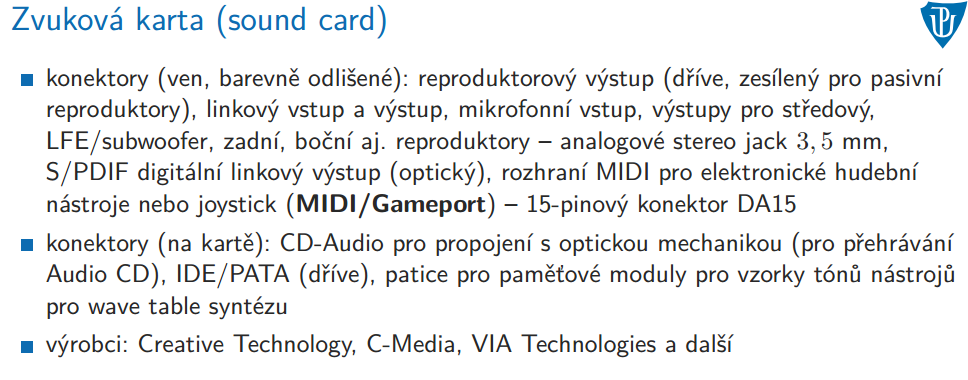 Zvuková karta (sound card)
konektory (ven, barevně odlišené): reproduktorový výstup (dříve, zesílený pro pasivní
reproduktory), linkový vstup a výstup, mikrofonní vstup, výstupy pro středový,
LFE/subwoofer, zadní, boční aj. reproduktory – analogové stereo jack 3, 5 mm,
S/PDIF digitální linkový výstup (optický), rozhraní MIDI pro elektronické hudební
nástroje nebo joystick (MIDI/Gameport) – 15-pinový konektor DA15
konektory (na kartě): CD-Audio pro propojení s optickou mechanikou (pro přehrávání
Audio CD), IDE/PATA (dříve), patice pro paměťové moduly pro vzorky tónů nástrojů
pro wave table syntézu
výrobci: Creative Technology, C-Media, VIA Technologies a další